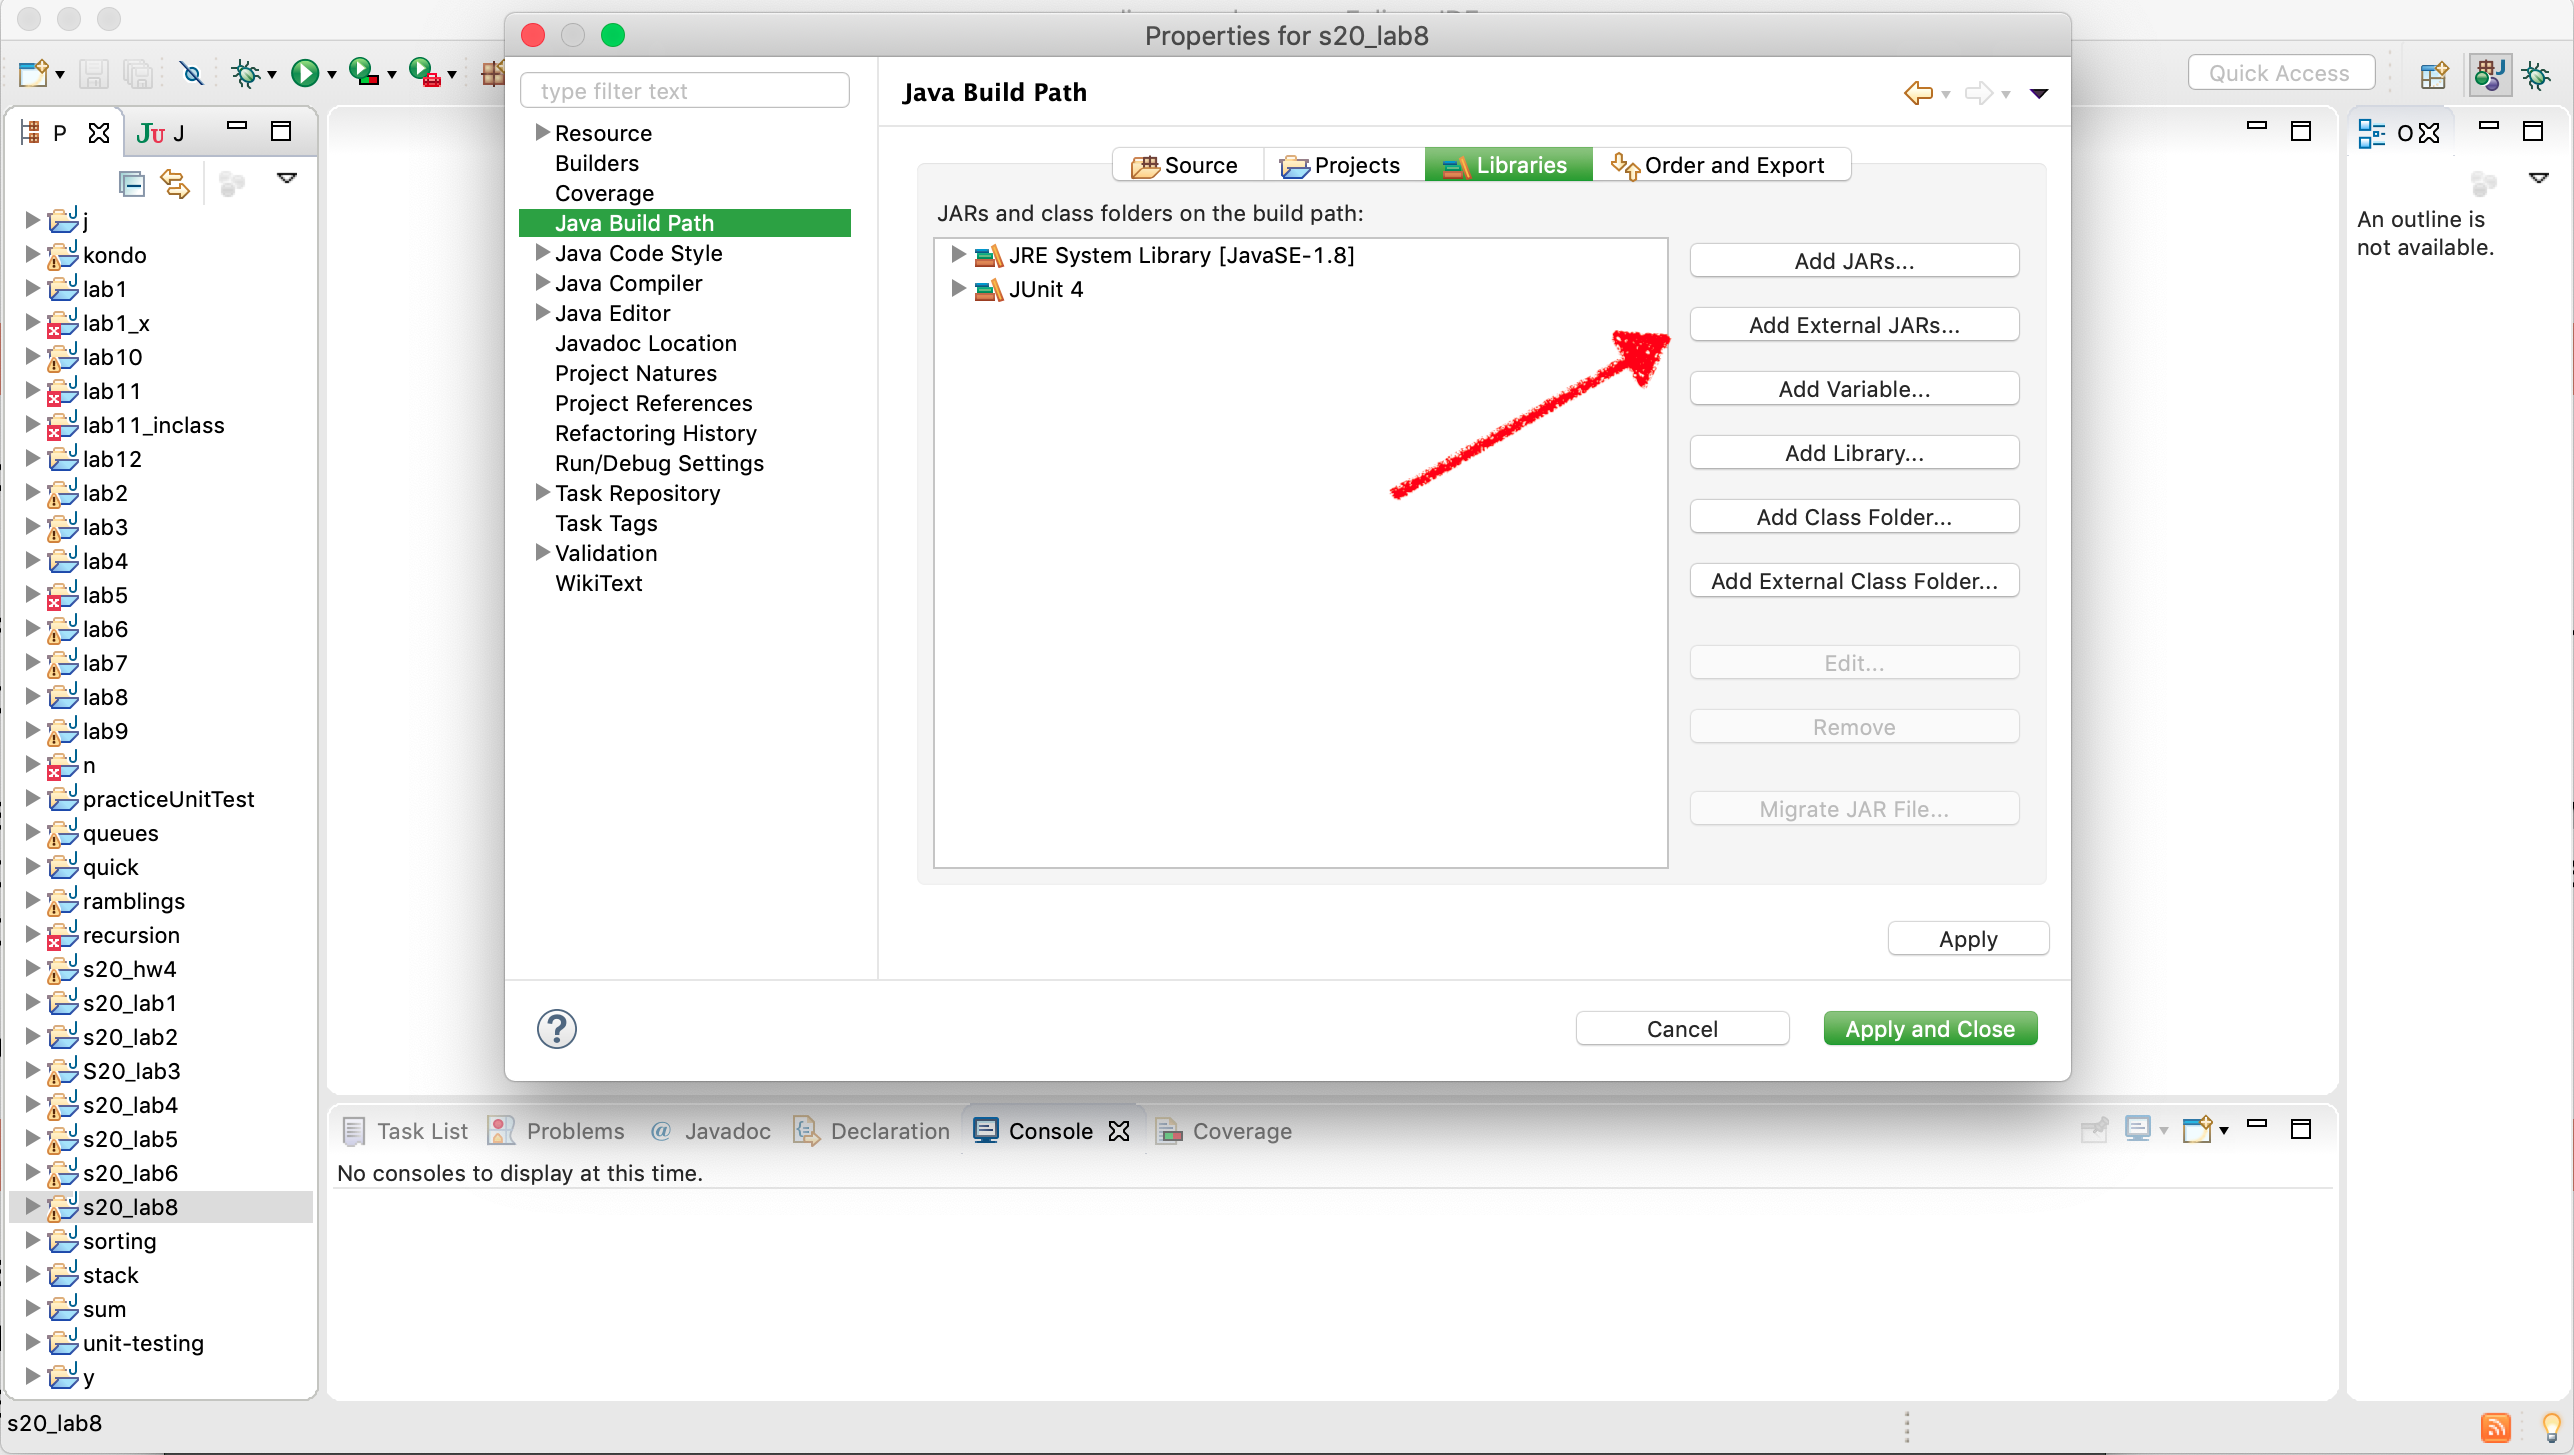 Properties for s20_lab8
Quick Access
type filter text
Java Build Path
P
JU J
O
Resource
Builders
Coverage
Java Build Path
Java Code Style
Java Compiler
Java Editor
Javadoc Location
Project Natures
Project References
Refactoring History
Run/Debug Settings
Task Repository
Task Tags
Validation
WikiText
Source
Projects
Libraries
Order and Export
JARs and class folders on the build path:
JRE System Library [JavaSE-1.8]
JUnit 4
Add JARs...
Add External JARs...
Add Variable...
Add Library...
Add Class Folder...
Add External Class Folder...
Edit...
Remove
Migrate JAR File...
Apply
Cancel
Apply and Close
An outline is
not available.
j
kondo
lab1
lab1_x
lab10
lab11
lab11_inclass
lab12
lab2
lab3
lab4
lab5
lab6
lab7
lab8
lab9
n
practiceUnitTest
queues
quick
ramblings
recursion
s20_hw4
s20_lab1
s20_lab2
S20_lab3
s20_lab4
s20_lab5
s20_lab6
s20_lab8
sorting
stack
sum
unit-testing
y
Task List
Problems
@ Javadoc
Declaration
Console
Coverage
No consoles to display at this time.
s20_lab8